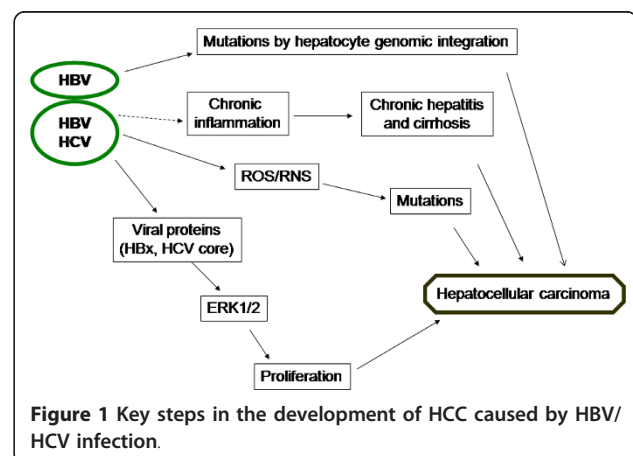 Mutations by hepatocyte genomic integration
HBV
HBV
HCV
Chronic
inflammation
Chronic hepatitis
and cirrhosis
ROS/RNS
Mutations
Viral proteins
(HBx, HCV core)
Hepatocellular carcinoma
ERK1/2
Proliferation
Figure 1 Key steps in the development of HCC caused by HBV/
HCV infection.